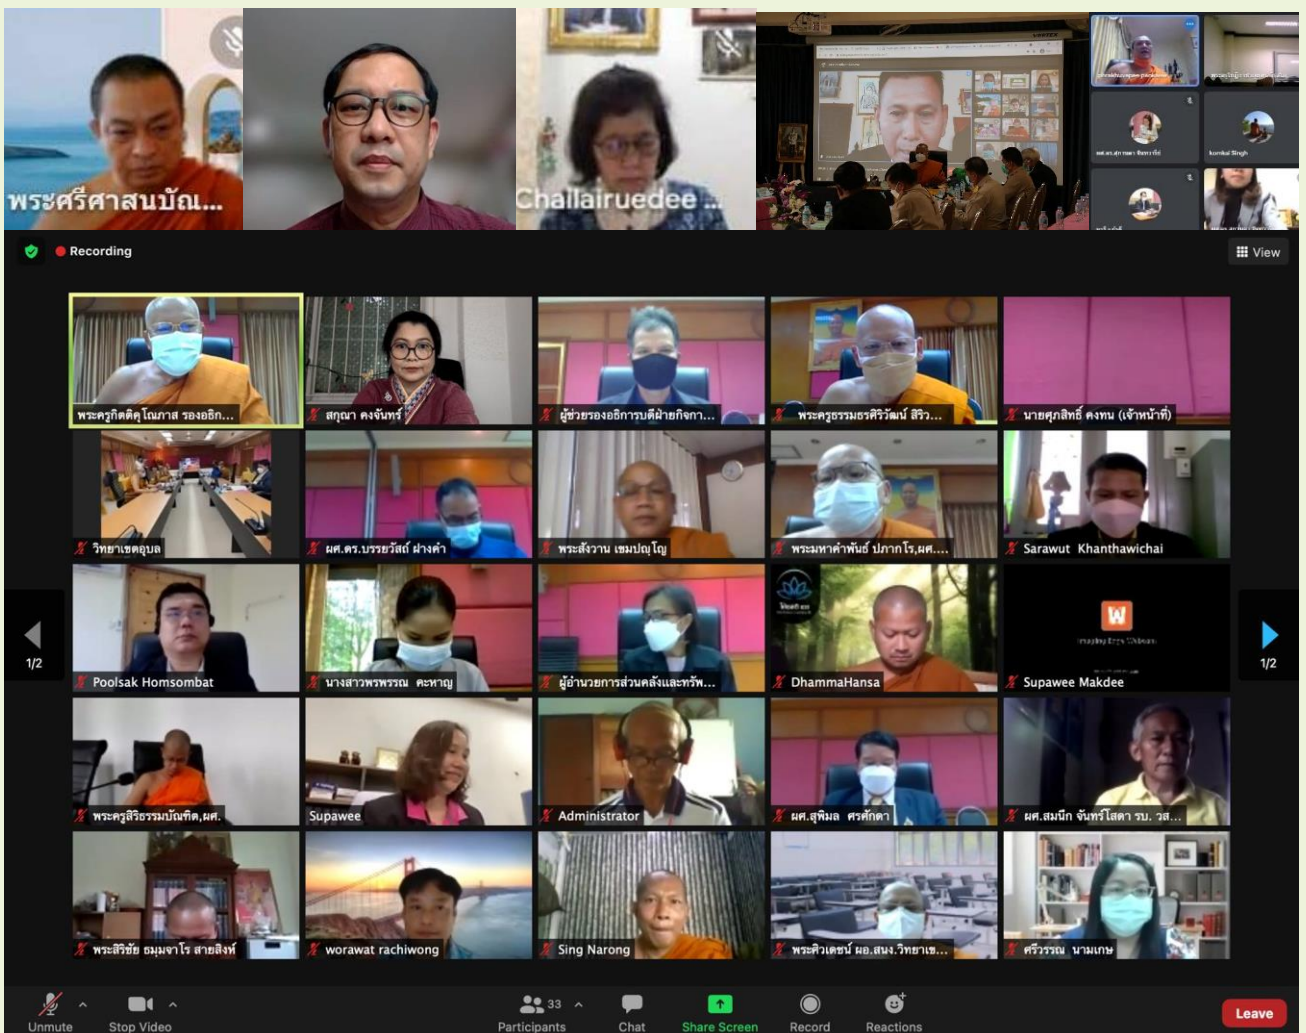 พระศรีศาสนบัณ...
Challairuedee ...
VERTEX
komkai Singh
Recording
View
พระครูกิตติคุโณภาส รองอธิก...
สกุณา คงจันทร์
ผู้ช่วยรองอธิการบดีฝ่ายกิจกา...
พระครูธรรมธรศิริวัฒน์ สิริว...
นายศุภสิทธิ์ คงทน (เจ้าหน้าที่)
วิทยาเขตอุบล
ผศ.ดร.บรรยวัสถ์ ฝางคำ
พระสังวาน เขมปญฺโญ
พระมหาคำพันธ์ ปภากโร,ผศ....
Sarawut Khanthawichai
1/2
Poolsak Homsombat
นางสาวพรพรรณ คะหาญ
ผู้อำนวยการส่วนคลังและทรัพ...
DhammaHansa
Supawee Makdee
1/2
พระครูสิริธรรมบัณฑิต,ผศ.
Supawee
Administrator
ผศ.สุพิมล ศรศักดา
ผศ.สมนึก จันทร์โสดา รบ. วส...
พระสิริชัย ธมฺมจาโร สายสิงห์
worawat rachiwong
Sing Narong
พระศิวเดชน์ ผอ.สนง.วิทยาเข...
ศรีวรรณ นามเกษ
Unmute
Stop Video
33
Participants
Chat
Share Screen
Record
Reactions
Leave